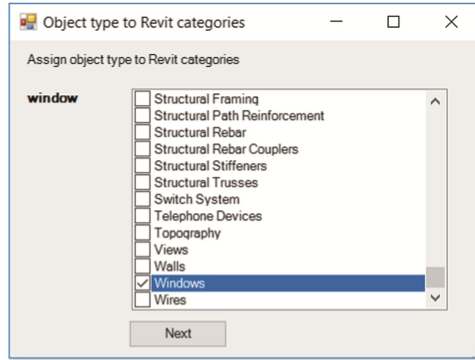 Object type to Revit categories
Assign object type to Revit categories
window
Structural Framing
Structural Path Reinforcement
Structural Rebar
Structural Rebar Couplers
Structural Stiffeners
Structural Trusses
Switch System
Telephone Devices
Topography
Views
Walls
Windows
Wires
Next